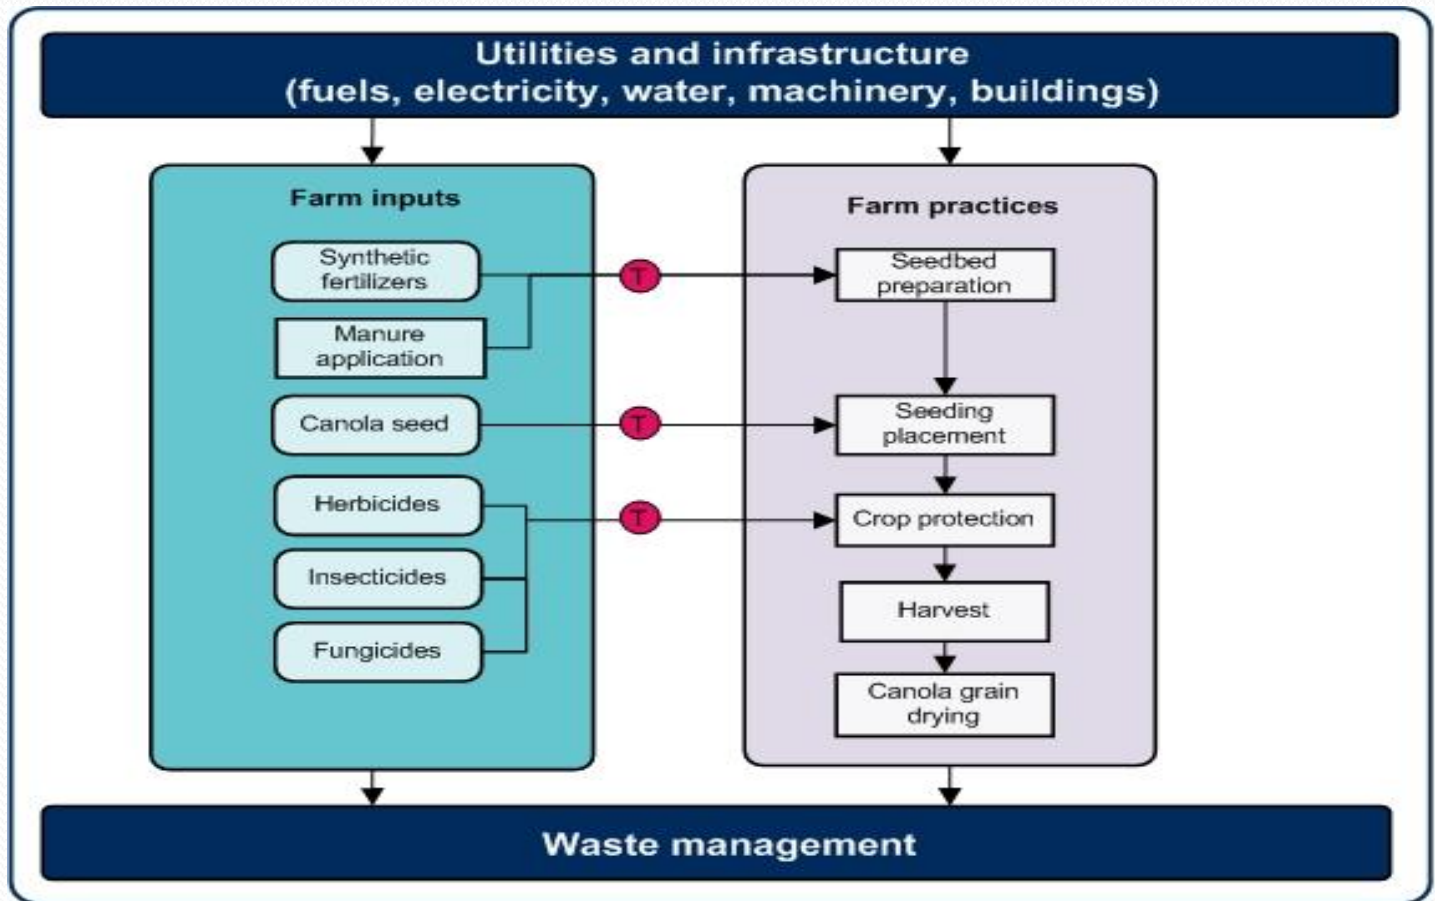 Utilities and infrastructure
(fuels, electricity, water, machinery, buildings)
Farm inputs
Synthetic
fertilizers
Manure
application
Canola seed
Herbicides
Insecticides
Fungicides
T
T
T
Farm practices
Seedbed
preparation
Seeding
placement
Crop protection
Harvest
Canola grain
drying
Waste management